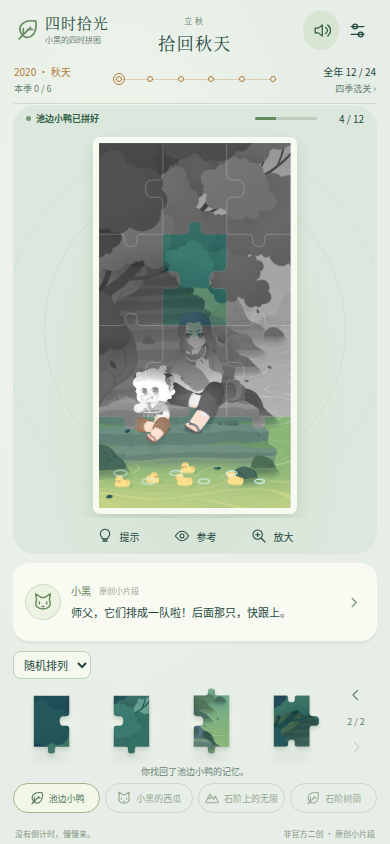 四时拾光
小黑的四时拼图
立秋
拾回秋天
2020 · 秋天
本季 0 / 6
全年 12 / 24
四季选关 ›
池边小鸭已拼好
4 / 12
提示
参考
放大
小黑 原创小片段
师父，它们排成一队啦！后面那只，快跟上。
随机排列
2 / 2
你找回了池边小鸭的记忆。
池边小鸭
小黑的西瓜
石阶上的无限
石阶树荫
没有倒计时，慢慢来。
非官方二创 · 原创小片段